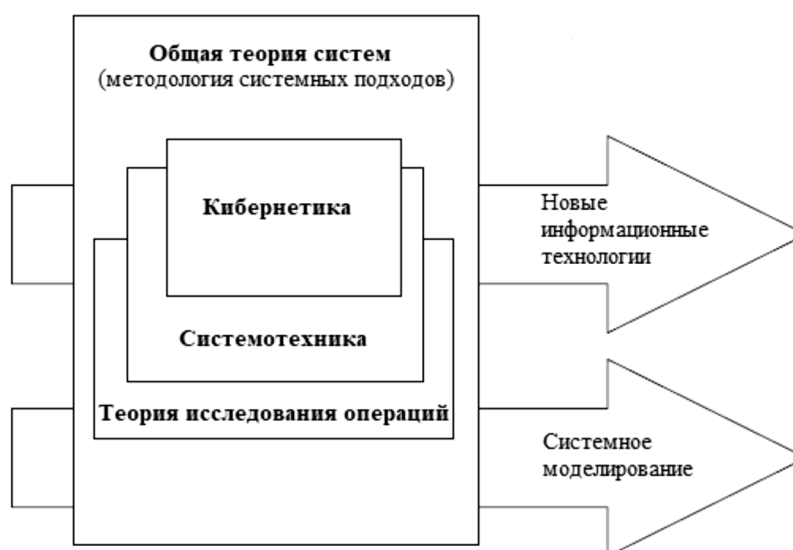 Общая теория систем
(методология системных подходов)
Кибернетика
Системотехника
Теория исследования операций
Новые
информационные
технологии
Системное
моделирование